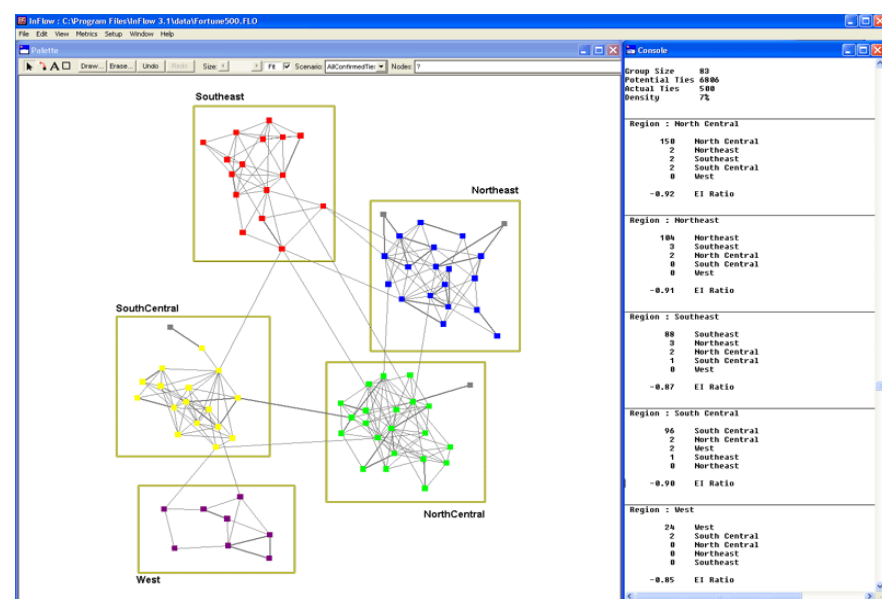 InFlow : C:\Program Files\InFlow 3.1\data\Fortune500.FLO
File Edit View Metrics Setup Window Help
Palette
A Draw... Erase... Undo Redo Size: Fit Scenario: AllConfirmedTies Nodes: ?
Southeast
Northeast
SouthCentral
NorthCentral
West
Console
Group Size 83
Potential Ties 6806
Actual Ties 500
Density 7%
Region : North Central
150 North Central
2 Northeast
2 Southeast
2 South Central
0 West
-0.92 EI Ratio
Region : Northeast
104 Northeast
3 Southeast
2 North Central
0 South Central
0 West
-0.91 EI Ratio
Region : Southeast
88 Southeast
3 Northeast
2 North Central
1 South Central
0 West
-0.87 EI Ratio
Region : South Central
96 South Central
2 North Central
2 West
1 Southeast
0 Northeast
-0.90 EI Ratio
Region : West
24 West
2 South Central
0 North Central
0 Northeast
0 Southeast
-0.85 EI Ratio